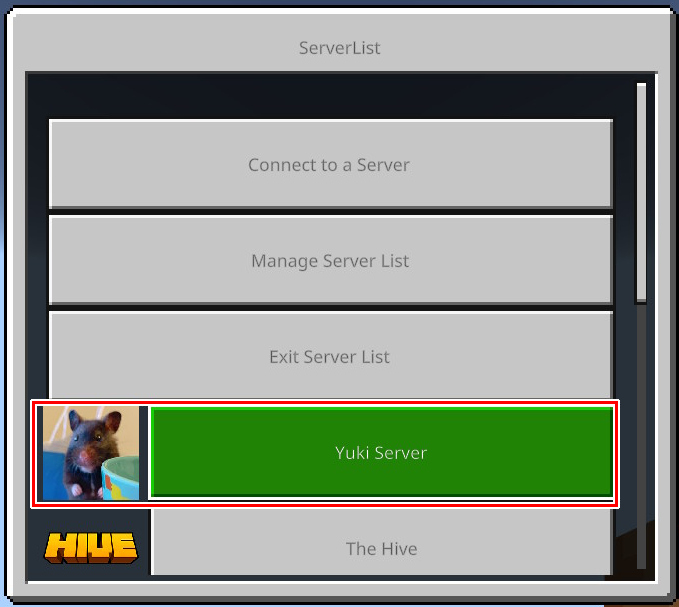 ServerList
Connect to a Server
Manage Server List
Exit Server List
Yuki Server
HIVE
The Hive